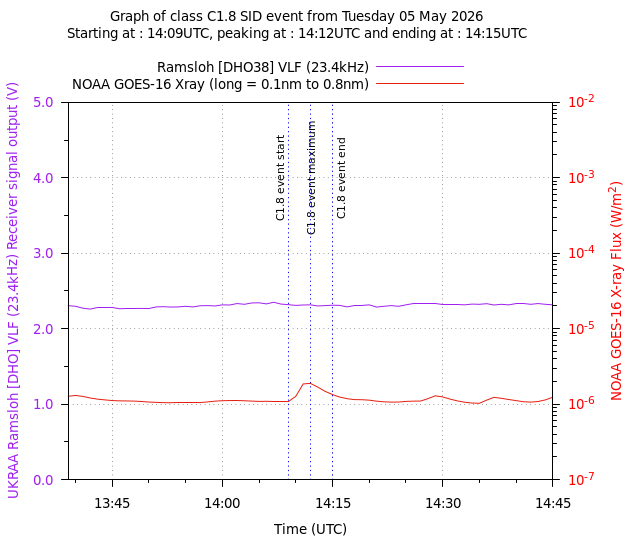 Graph of class C1.8 SID event from Tuesday 05 May 2026
Starting at : 14:09UTC, peaking at : 14:12UTC and ending at : 14:15UTC
Ramsloh [DHO38] VLF (23.4kHz)
NOAA GOES-16 Xray (long = 0.1nm to 0.8nm)
UKRAA Ramsloh [DHO] VLF (23.4kHz) Receiver signal output (V)
5.0
4.0
3.0
2.0
1.0
0.0
C1.8 event start
C1.8 event maximum
C1.8 event end
10-2
10-3
10-4
10-5
10-6
10-7
NOAA GOES-16 X-ray Flux (W/m2)
13:45
14:00
14:15
14:30
14:45
Time (UTC)